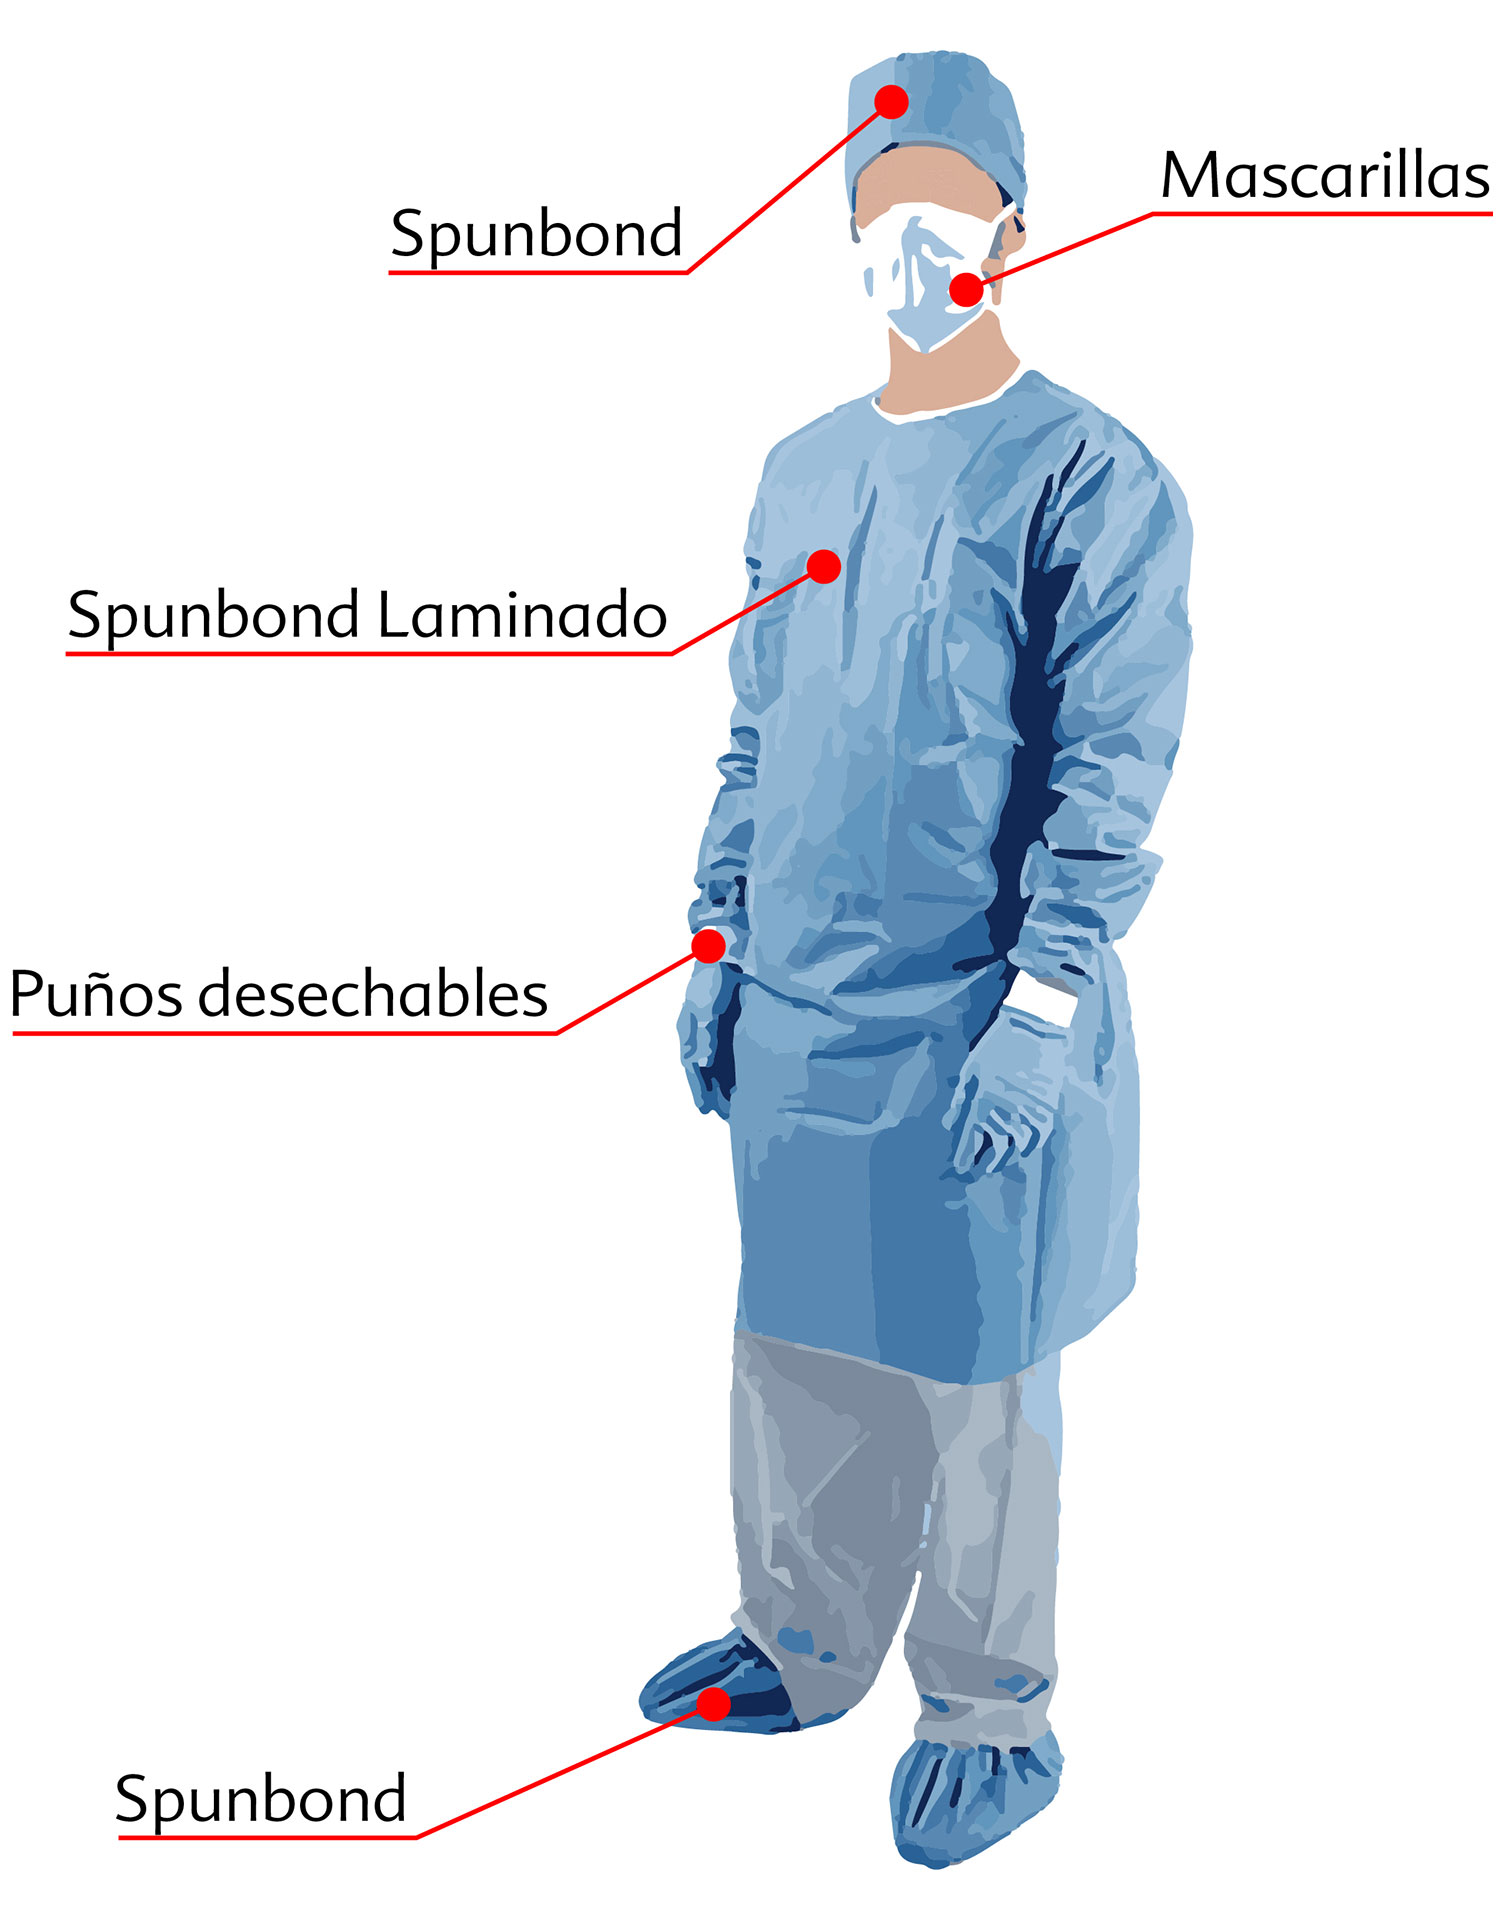 Mascarillas
Spunbond
Spunbond Laminado
Puños desechables
Spunbond